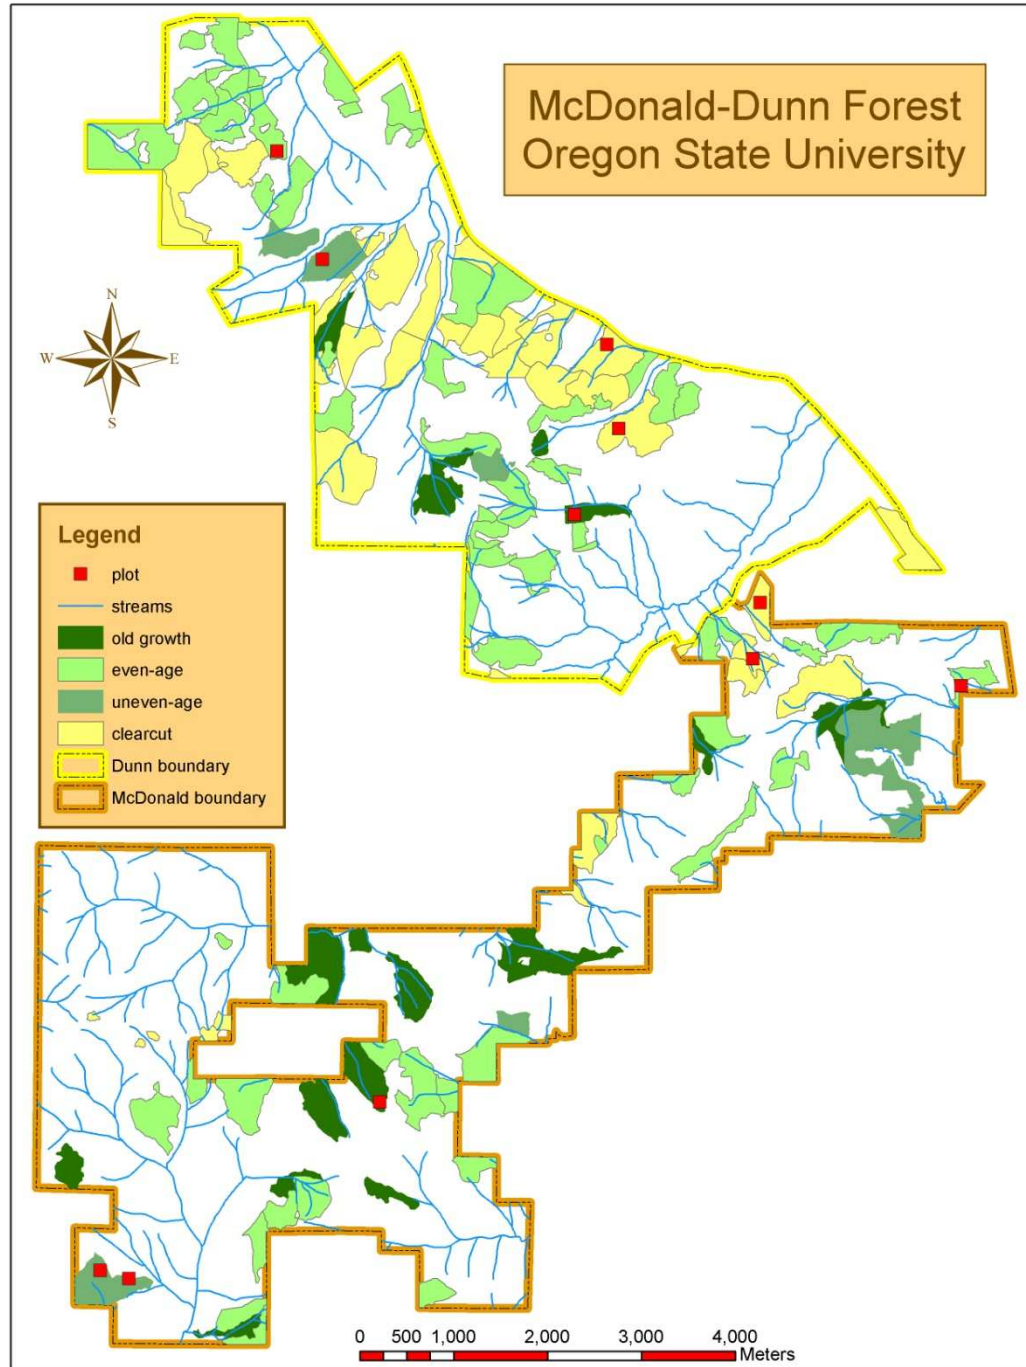 McDonald-Dunn Forest
Oregon State University
N
W E
S
Legend
plot
streams
old growth
even-age
uneven-age
clearcut
Dunn boundary
McDonald boundary
0 500 1,000 2,000 3,000 4,000
Meters